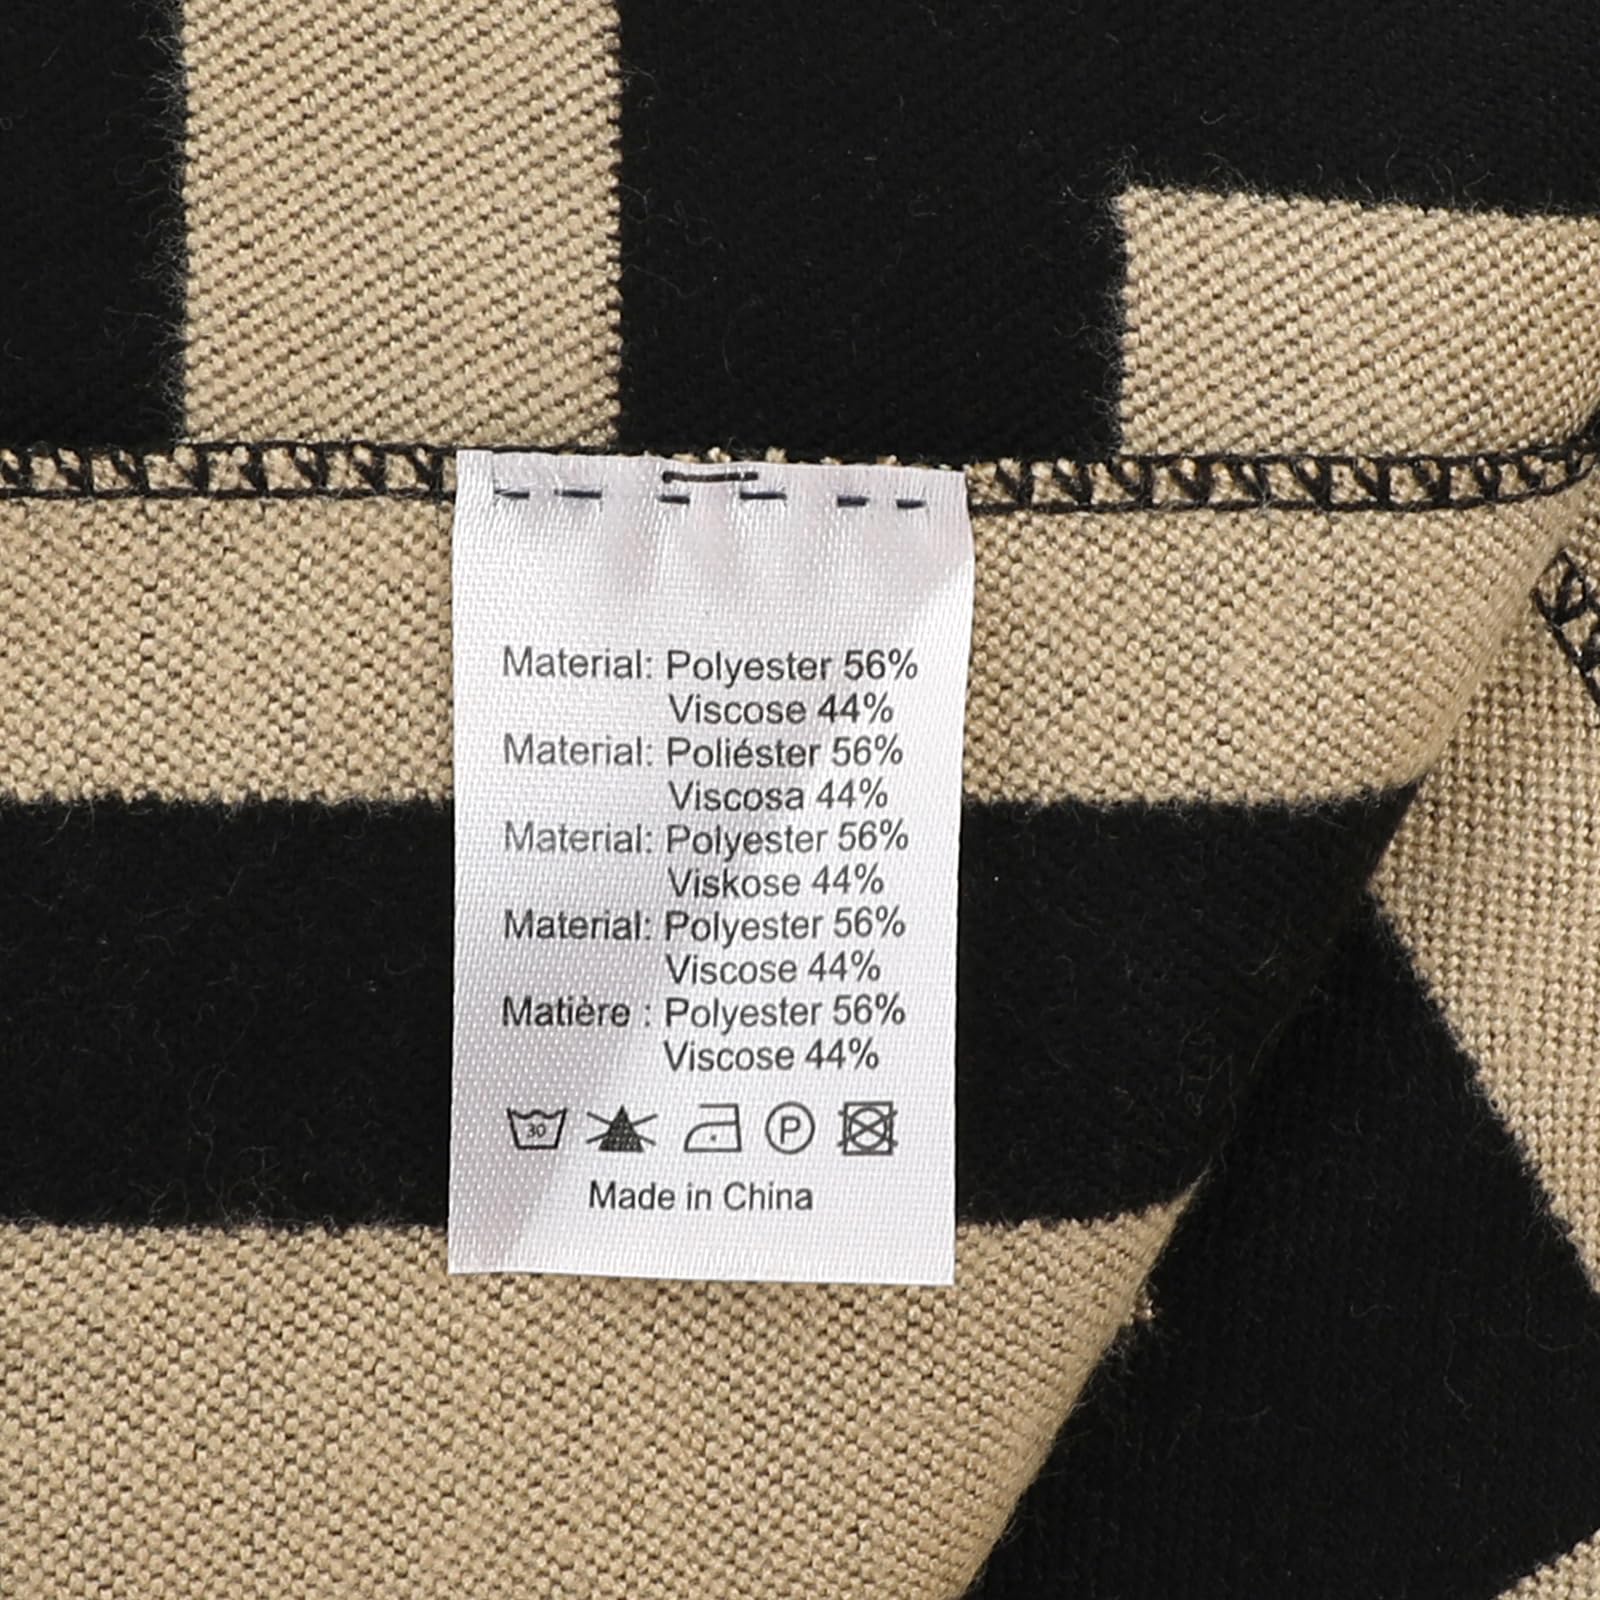 Material: Polyester 56%
Viscose 44%
Material: Poliéster 56%
Viscosa 44%
Material: Polyester 56%
Viskose 44%
Material: Polyester 56%
Viscose 44%
Matière : Polyester 56%
Viscose 44%
30 P
Made in China